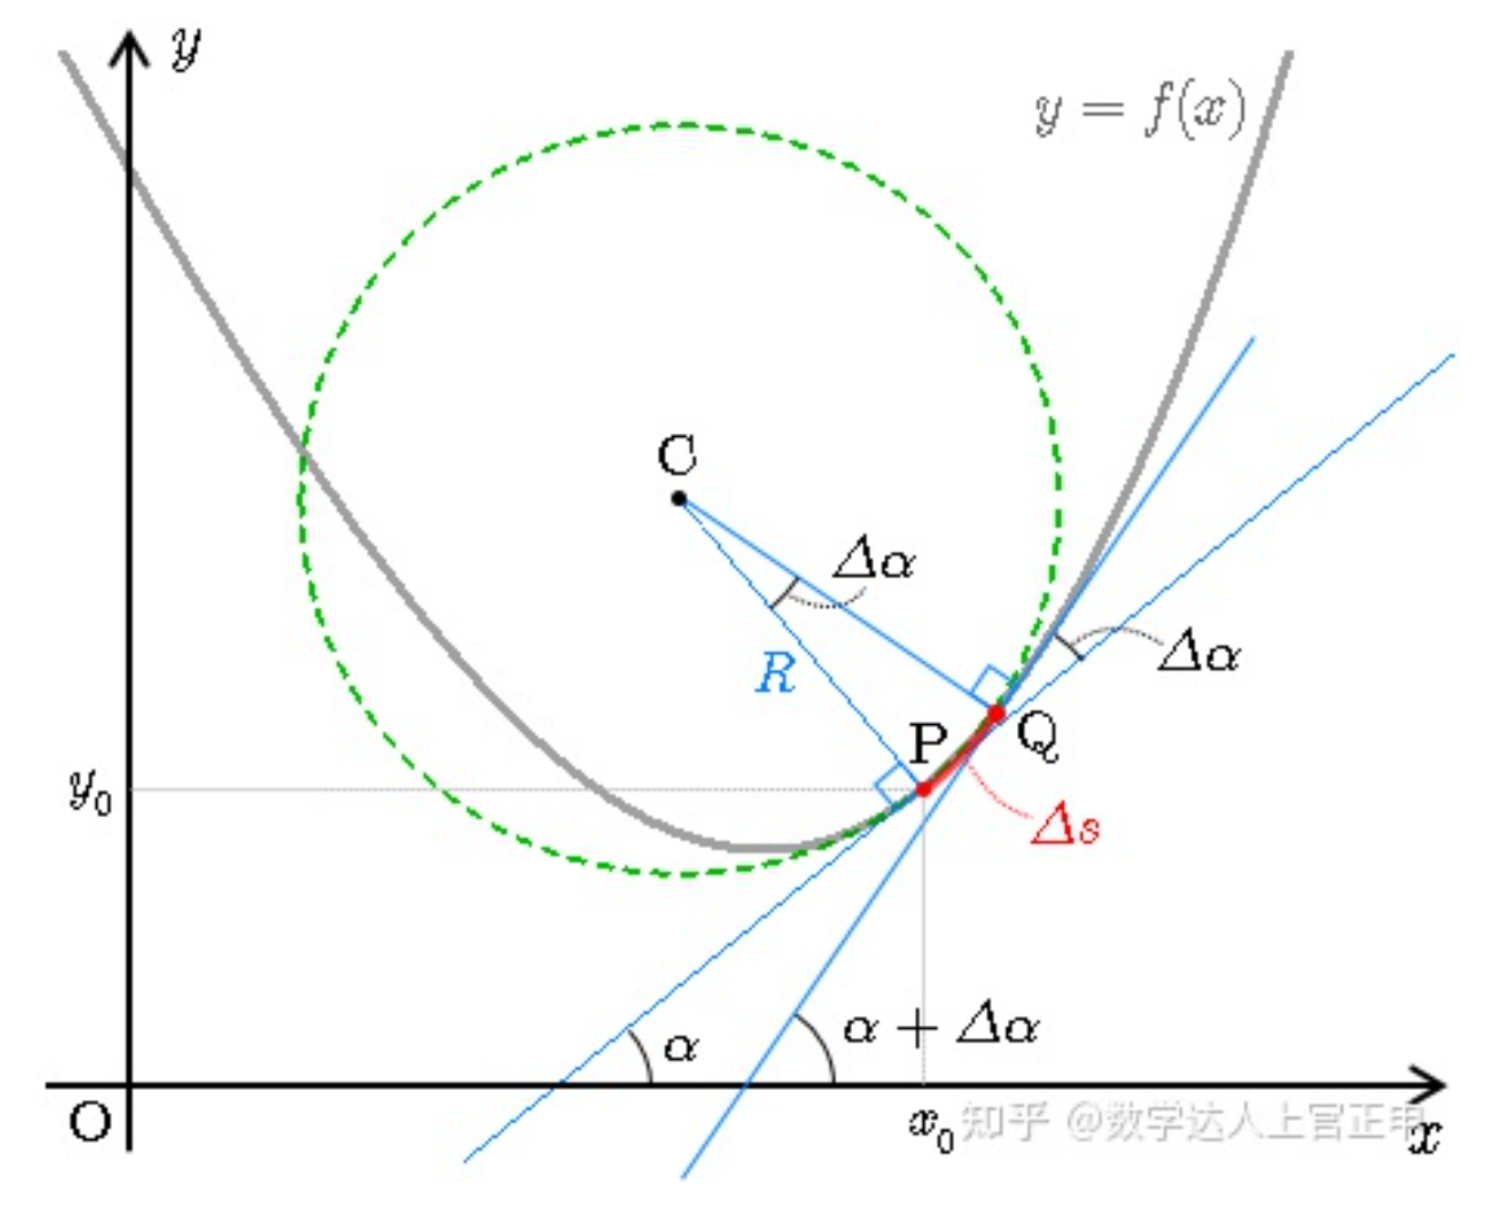 y
y = f(x)
C
Δα
R
Δα
P
Q
y₀
Δs
α
α + Δα
O
x₀
知乎 @数学达人上官正申
x